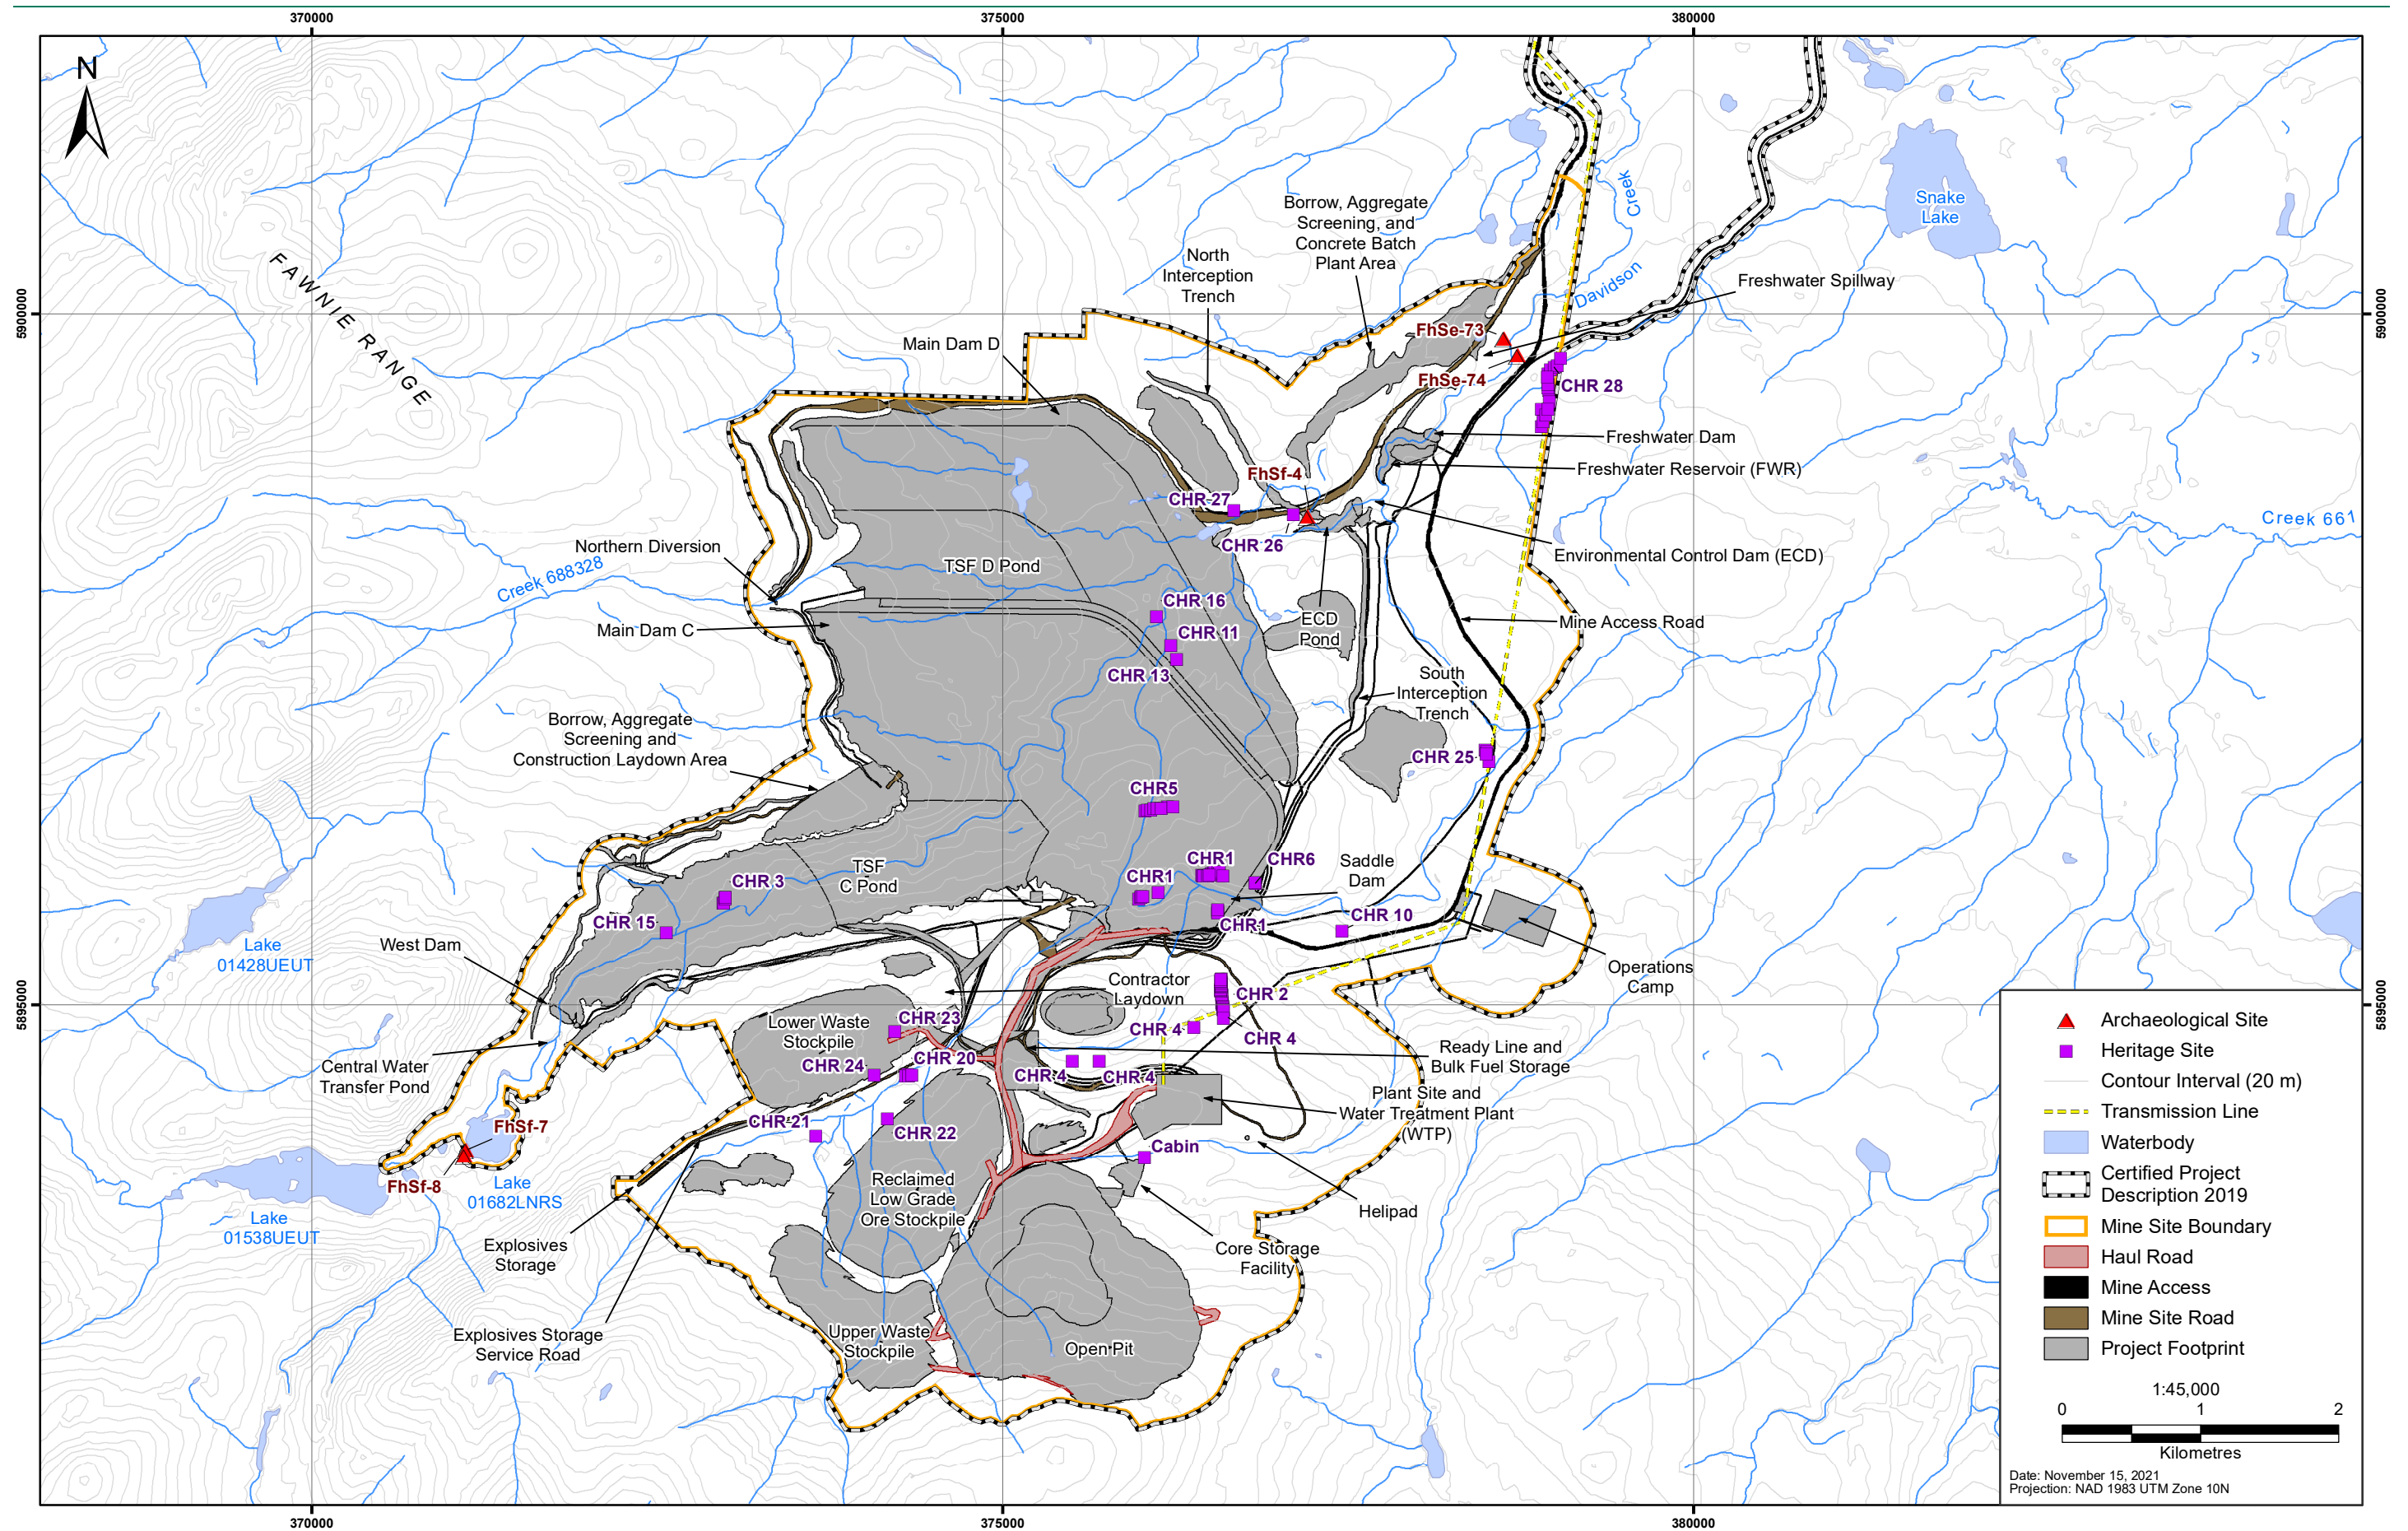 370000
375000
380000
N
Borrow, Aggregate
Screening, and
Concrete Batch
Plant Area
Creek
Snake
Lake
North
Interception
Trench
FAWNIE RANGE
Davidson
Freshwater Spillway
5900000
5900000
FhSe-73
Main Dam D
FhSe-74
CHR 28
Freshwater Dam
Freshwater Reservoir (FWR)
FhSf-4
CHR 27
Creek 661
CHR 26
Northern Diversion
Environmental Control Dam (ECD)
TSF D Pond
Creek 688328
CHR 16
ECD
Pond
Mine Access Road
Main Dam C
CHR 11
CHR 13
South
Interception
Trench
Borrow, Aggregate
Screening and
Construction Laydown Area
CHR 25
CHR5
CHR1
CHR6
Saddle
Dam
TSF
C Pond
CHR1
CHR 3
CHR 15
CHR 10
CHR1
West Dam
Lake
01428UEUT
Operations
Camp
Contractor
Laydown
CHR 2
5895000
5895000
CHR 23
Lower Waste
Stockpile
CHR 4
CHR 4
Ready Line and
Bulk Fuel Storage
CHR 20
CHR 24
Central Water
Transfer Pond
CHR 4
CHR 4
Plant Site and
Water Treatment Plant
(WTP)
CHR 21
FhSf-7
CHR 22
Cabin
FhSf-8
Lake
01682LNRS
Reclaimed
Low Grade
Ore Stockpile
Helipad
Lake
01538UEUT
Explosives
Storage
Core Storage
Facility
Explosives Storage
Service Road
Upper Waste
Stockpile
Open Pit
Archaeological Site
Heritage Site
Contour Interval (20 m)
Transmission Line
Waterbody
Certified Project
Description 2019
Mine Site Boundary
Haul Road
Mine Access
Mine Site Road
Project Footprint
1:45,000
0 1 2
Kilometres
Date: November 15, 2021
Projection: NAD 1983 UTM Zone 10N
370000
375000
380000